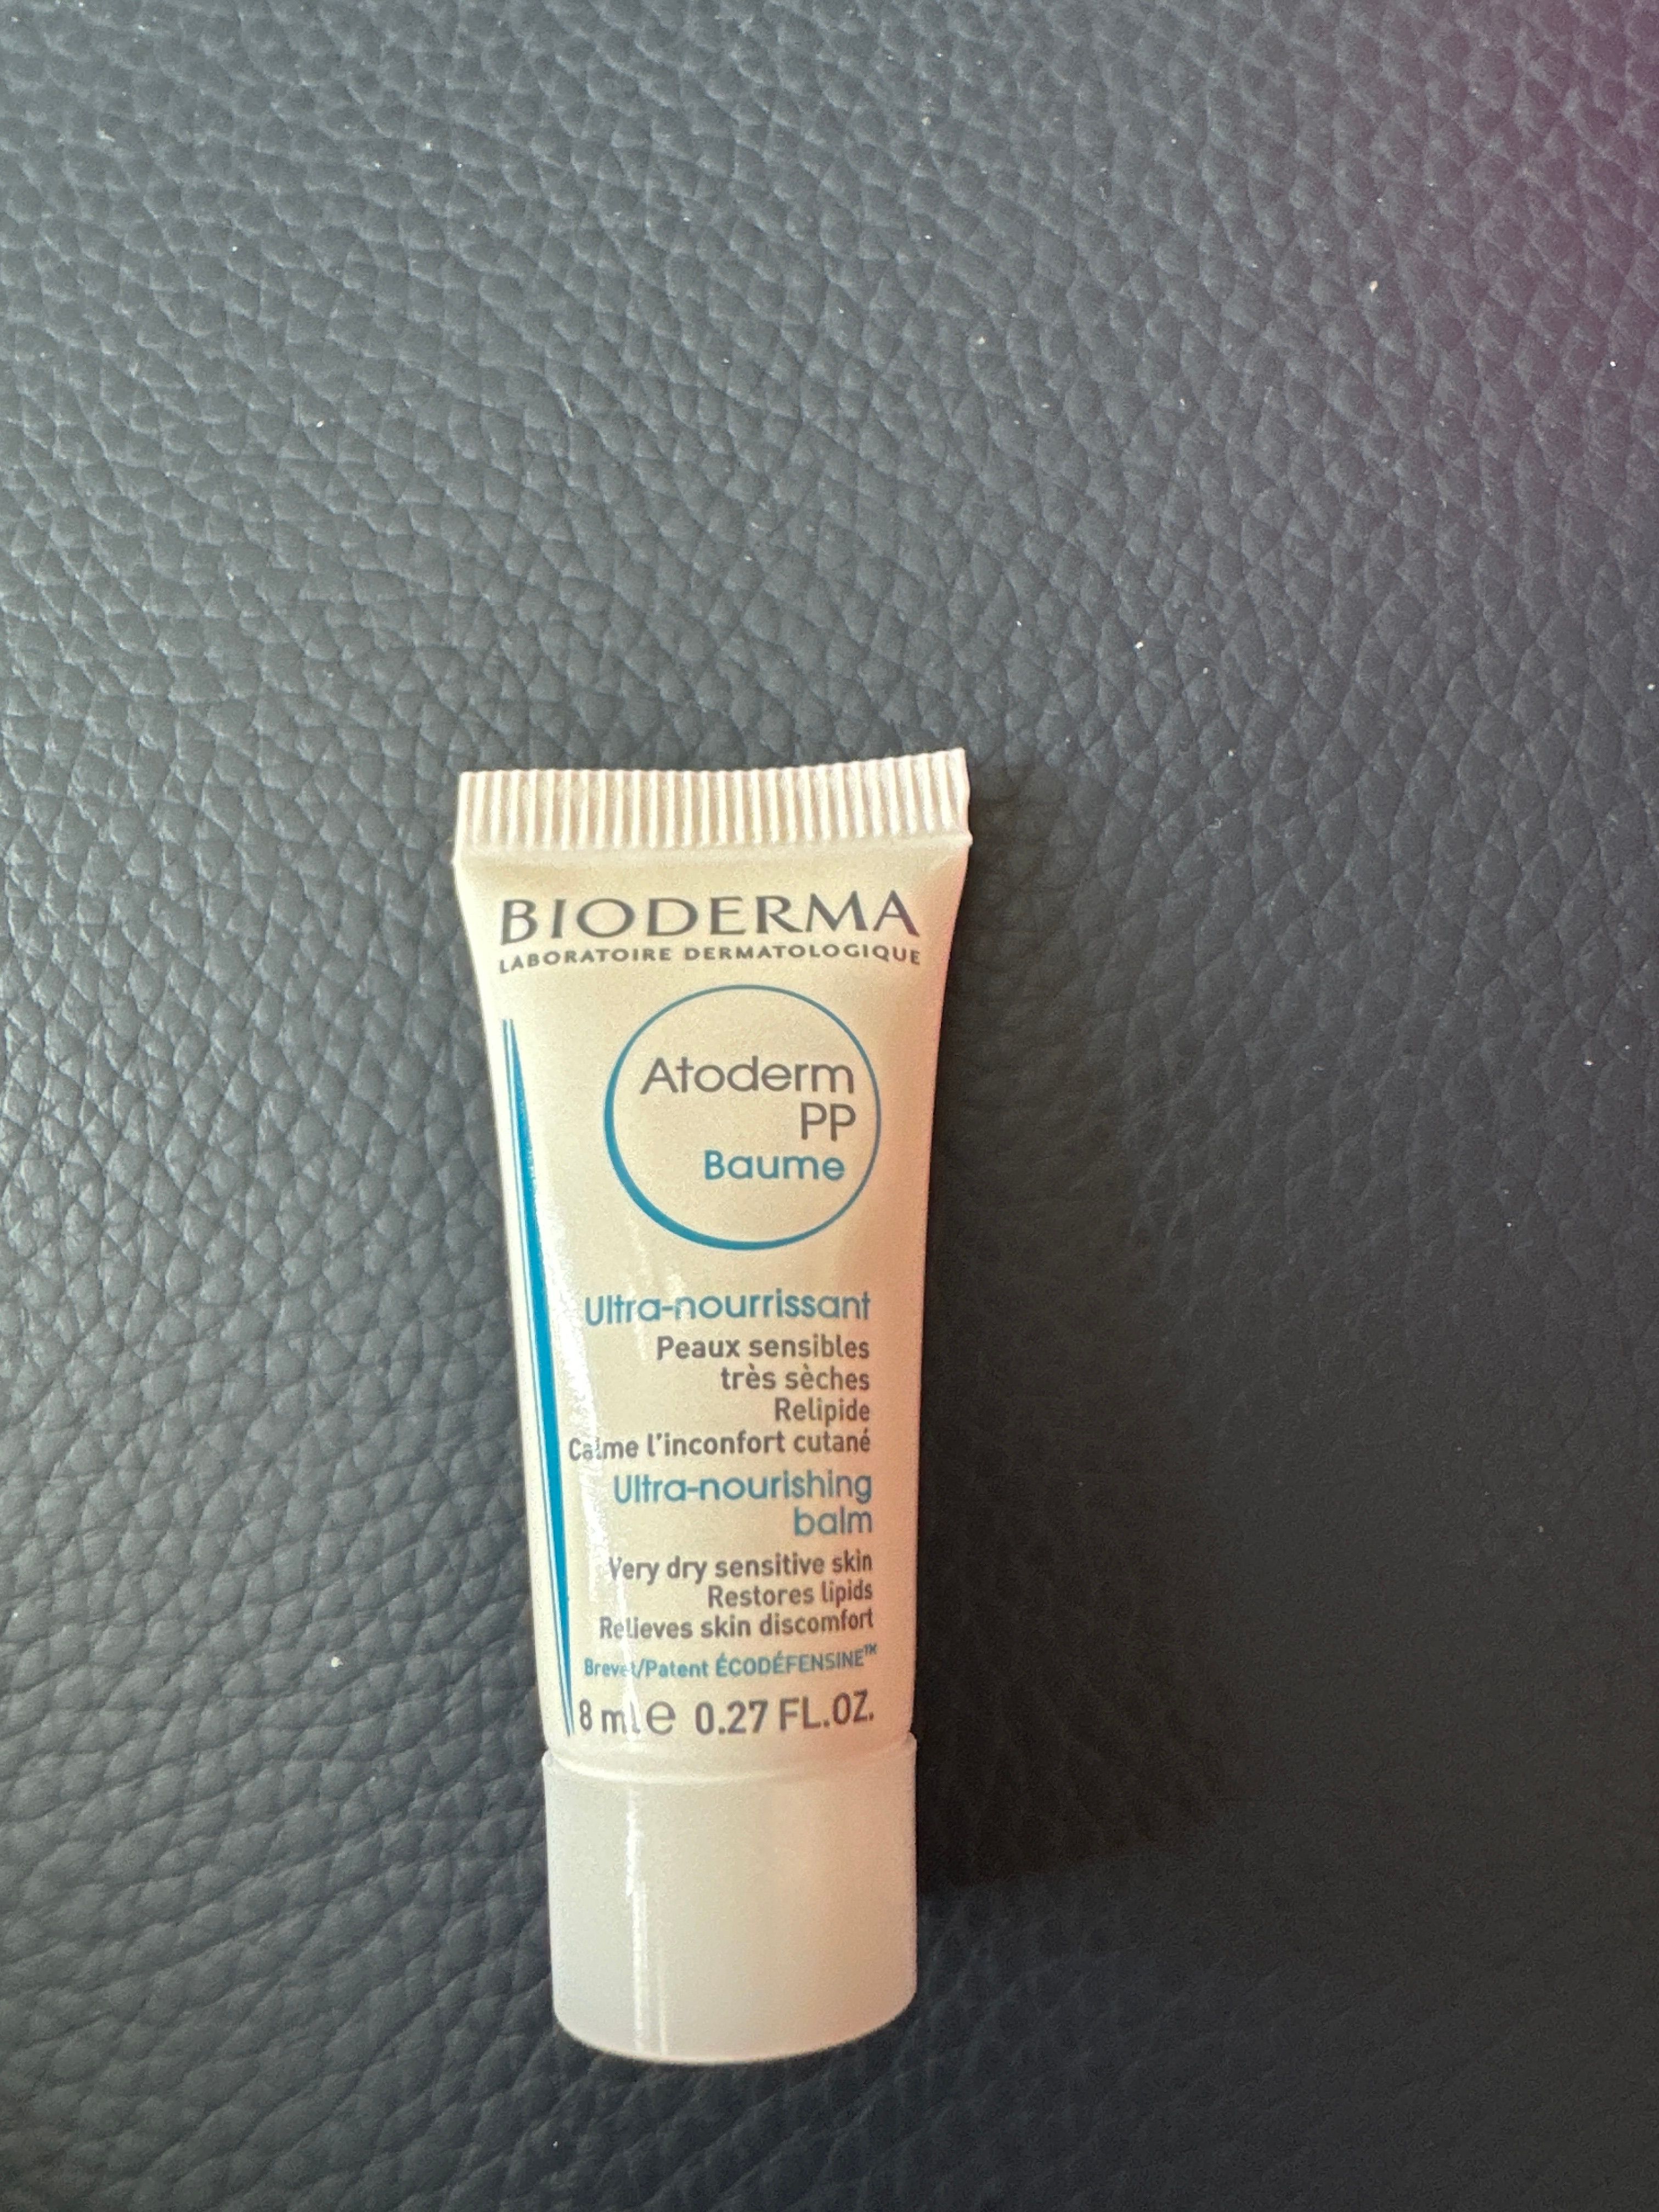 BIODERMA
LABORATOIRE DERMATOLOGIQUE
Atoderm
PP
Baume
Ultra-nourrissant
Peaux sensibles
très sèches
Relipide
Calme l'inconfort cutané
Ultra-nourishing
balm
Very dry sensitive skin
Restores lipids
Relieves skin discomfort
Brevet/Patent ÉCODÉFENSINE™
8 ml ℮ 0.27 FL.OZ.